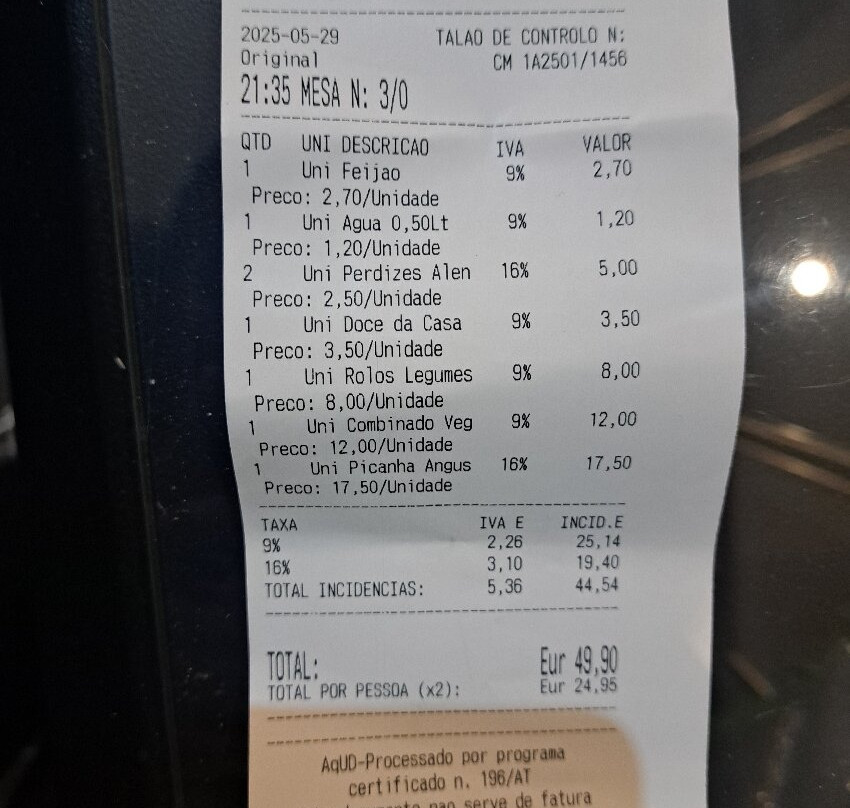 2025-05-29 TALAO DE CONTROLO N:
Original CM 1A2501/1456
21:35 MESA N: 3/0
QTD UNI DESCRICAO IVA VALOR
1 Uni Feijao 9% 2,70
Preco: 2,70/Unidade
1 Uni Agua 0,50Lt 9% 1,20
Preco: 1,20/Unidade
2 Uni Perdizes Alen 16% 5,00
Preco: 2,50/Unidade
1 Uni Doce da Casa 9% 3,50
Preco: 3,50/Unidade
1 Uni Rolos Legumes 9% 8,00
Preco: 8,00/Unidade
1 Uni Combinado Veg 9% 12,00
Preco: 12,00/Unidade
1 Uni Picanha Angus 16% 17,50
Preco: 17,50/Unidade
TAXA IVA E INCID.E
9% 2,26 25,14
16% 3,10 19,40
TOTAL INCIDENCIAS: 5,36 44,54
TOTAL: Eur 49,90
TOTAL POR PESSOA (x2): Eur 24,95
AqUD-Processado por programa
certificado n. 196/AT
nao serve de fatura